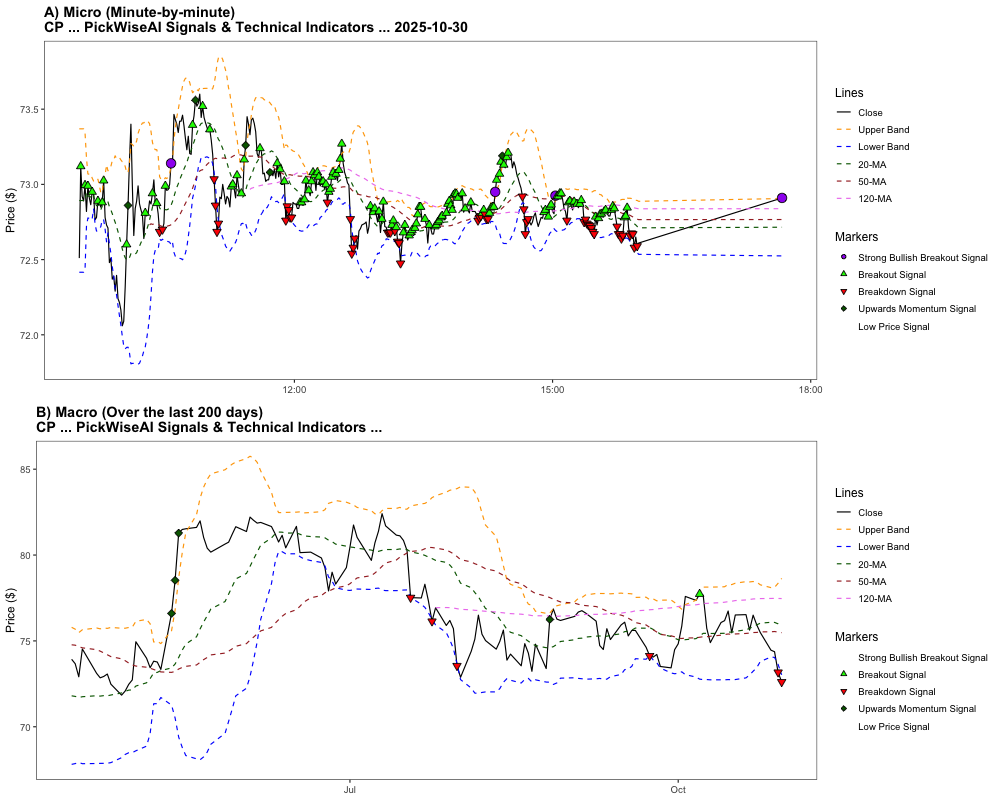 A) Micro (Minute-by-minute)
CP ... PickWiseAI Signals & Technical Indicators ... 2025-10-30
Price ($)
73.5
73.0
72.5
72.0
12:00
15:00
18:00
Lines
Close
Upper Band
Lower Band
20-MA
50-MA
120-MA
Markers
Strong Bullish Breakout Signal
Breakout Signal
Breakdown Signal
Upwards Momentum Signal
Low Price Signal
B) Macro (Over the last 200 days)
CP ... PickWiseAI Signals & Technical Indicators ...
Price ($)
85
80
75
70
Jul
Oct
Lines
Close
Upper Band
Lower Band
20-MA
50-MA
120-MA
Markers
Strong Bullish Breakout Signal
Breakout Signal
Breakdown Signal
Upwards Momentum Signal
Low Price Signal